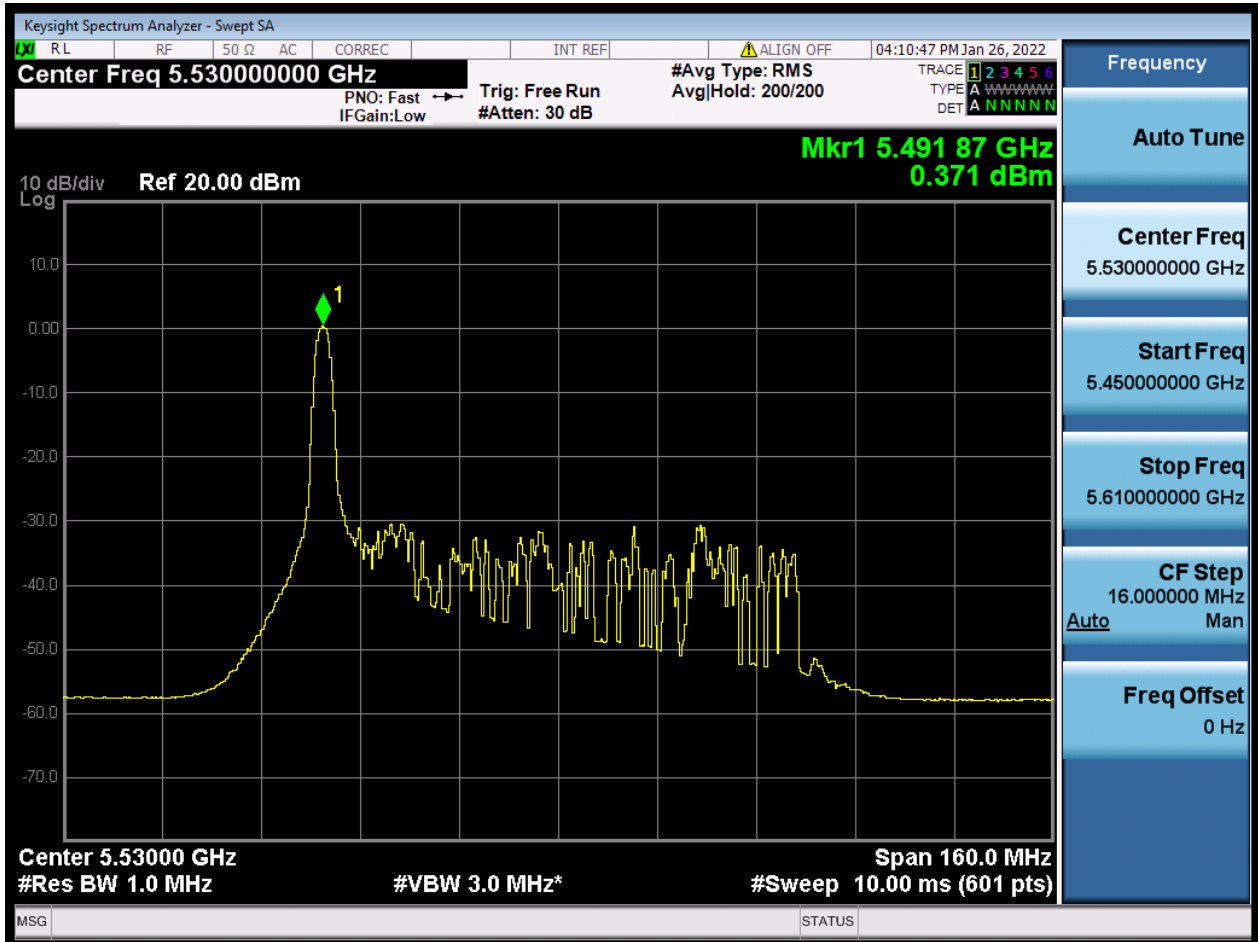 Keysight Spectrum Analyzer - Swept SA
LXI RL RF 50 Ω AC CORREC INT REF ALIGN OFF 04:10:47 PM Jan 26, 2022
Center Freq 5.530000000 GHz
PNO: Fast
IFGain:Low
Trig: Free Run
#Atten: 30 dB
#Avg Type: RMS
Avg|Hold: 200/200
TRACE 1 2 3 4 5 6
TYPE A WWWWW
DET A N N N N N
Mkr1 5.491 87 GHz
0.371 dBm
10 dB/div Ref 20.00 dBm
Log
1
10.0
0.00
-10.0
-20.0
-30.0
-40.0
-50.0
-60.0
-70.0
Center 5.53000 GHz Span 160.0 MHz
#Res BW 1.0 MHz #VBW 3.0 MHz* #Sweep 10.00 ms (601 pts)
MSG STATUS
Frequency
Auto Tune
Center Freq
5.530000000 GHz
Start Freq
5.450000000 GHz
Stop Freq
5.610000000 GHz
CF Step
16.000000 MHz
Auto Man
Freq Offset
0 Hz